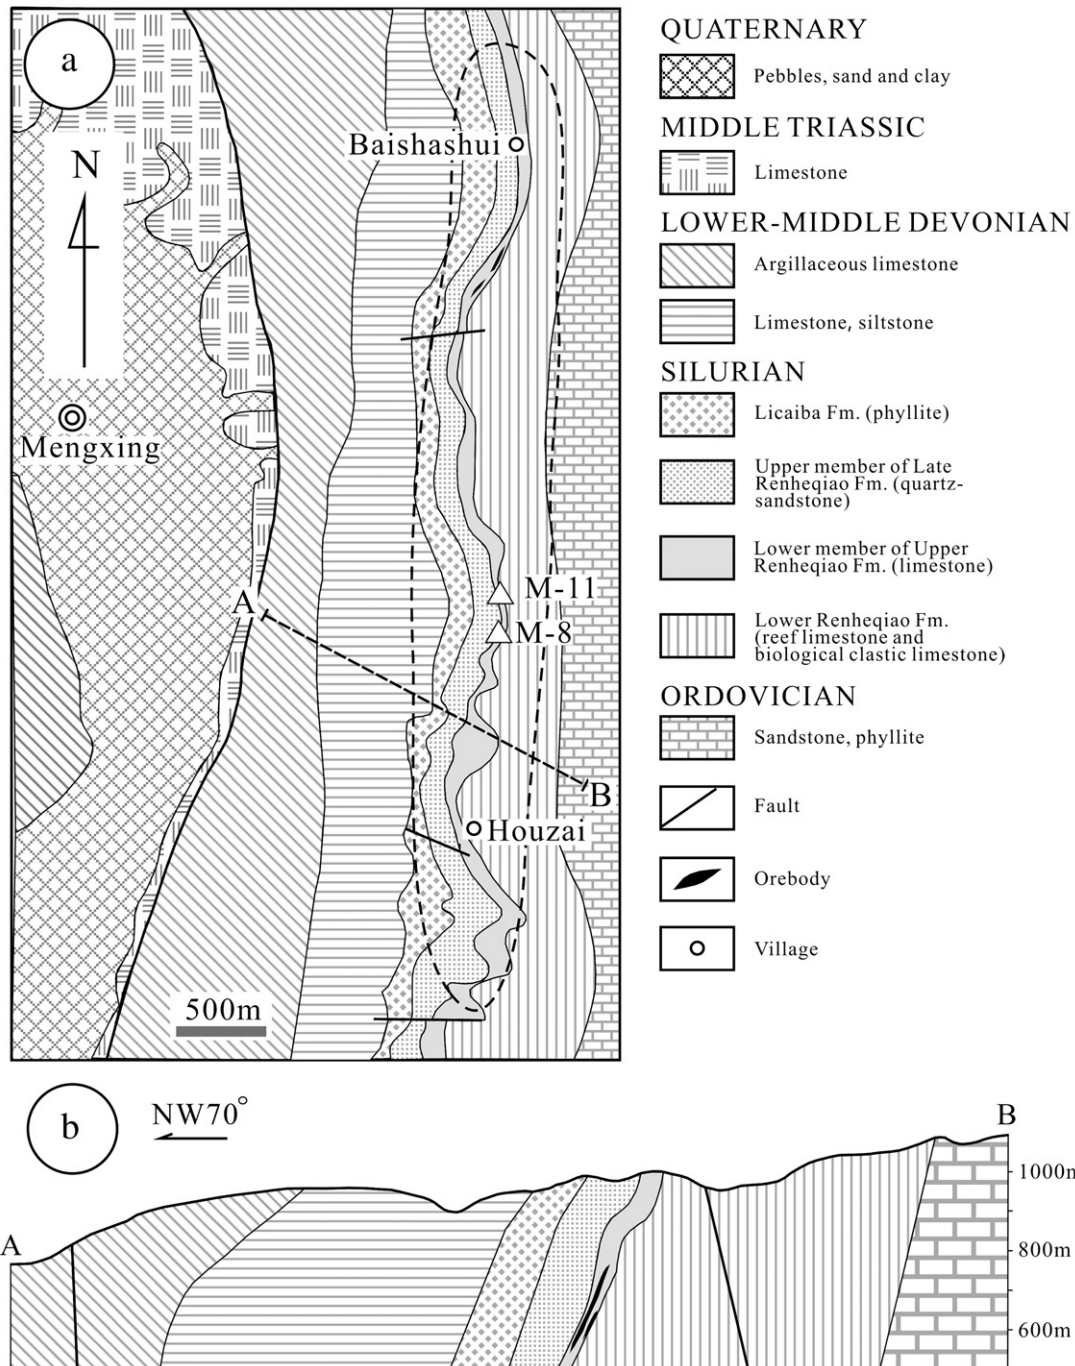 a
N
Baishashui
Mengxing
A
M-11
M-8
B
Houzai
500m
QUATERNARY
Pebbles, sand and clay
MIDDLE TRIASSIC
Limestone
LOWER-MIDDLE DEVONIAN
Argillaceous limestone
Limestone, siltstone
SILURIAN
Licaiba Fm. (phyllite)
Upper member of Late
Renheqiao Fm. (quartz-
sandstone)
Lower member of Upper
Renheqiao Fm. (limestone)
Lower Renheqiao Fm.
(reef limestone and
biological clastic limestone)
ORDOVICIAN
Sandstone, phyllite
Fault
Orebody
Village
b
NW70°
B
A
1000m
800m
600m